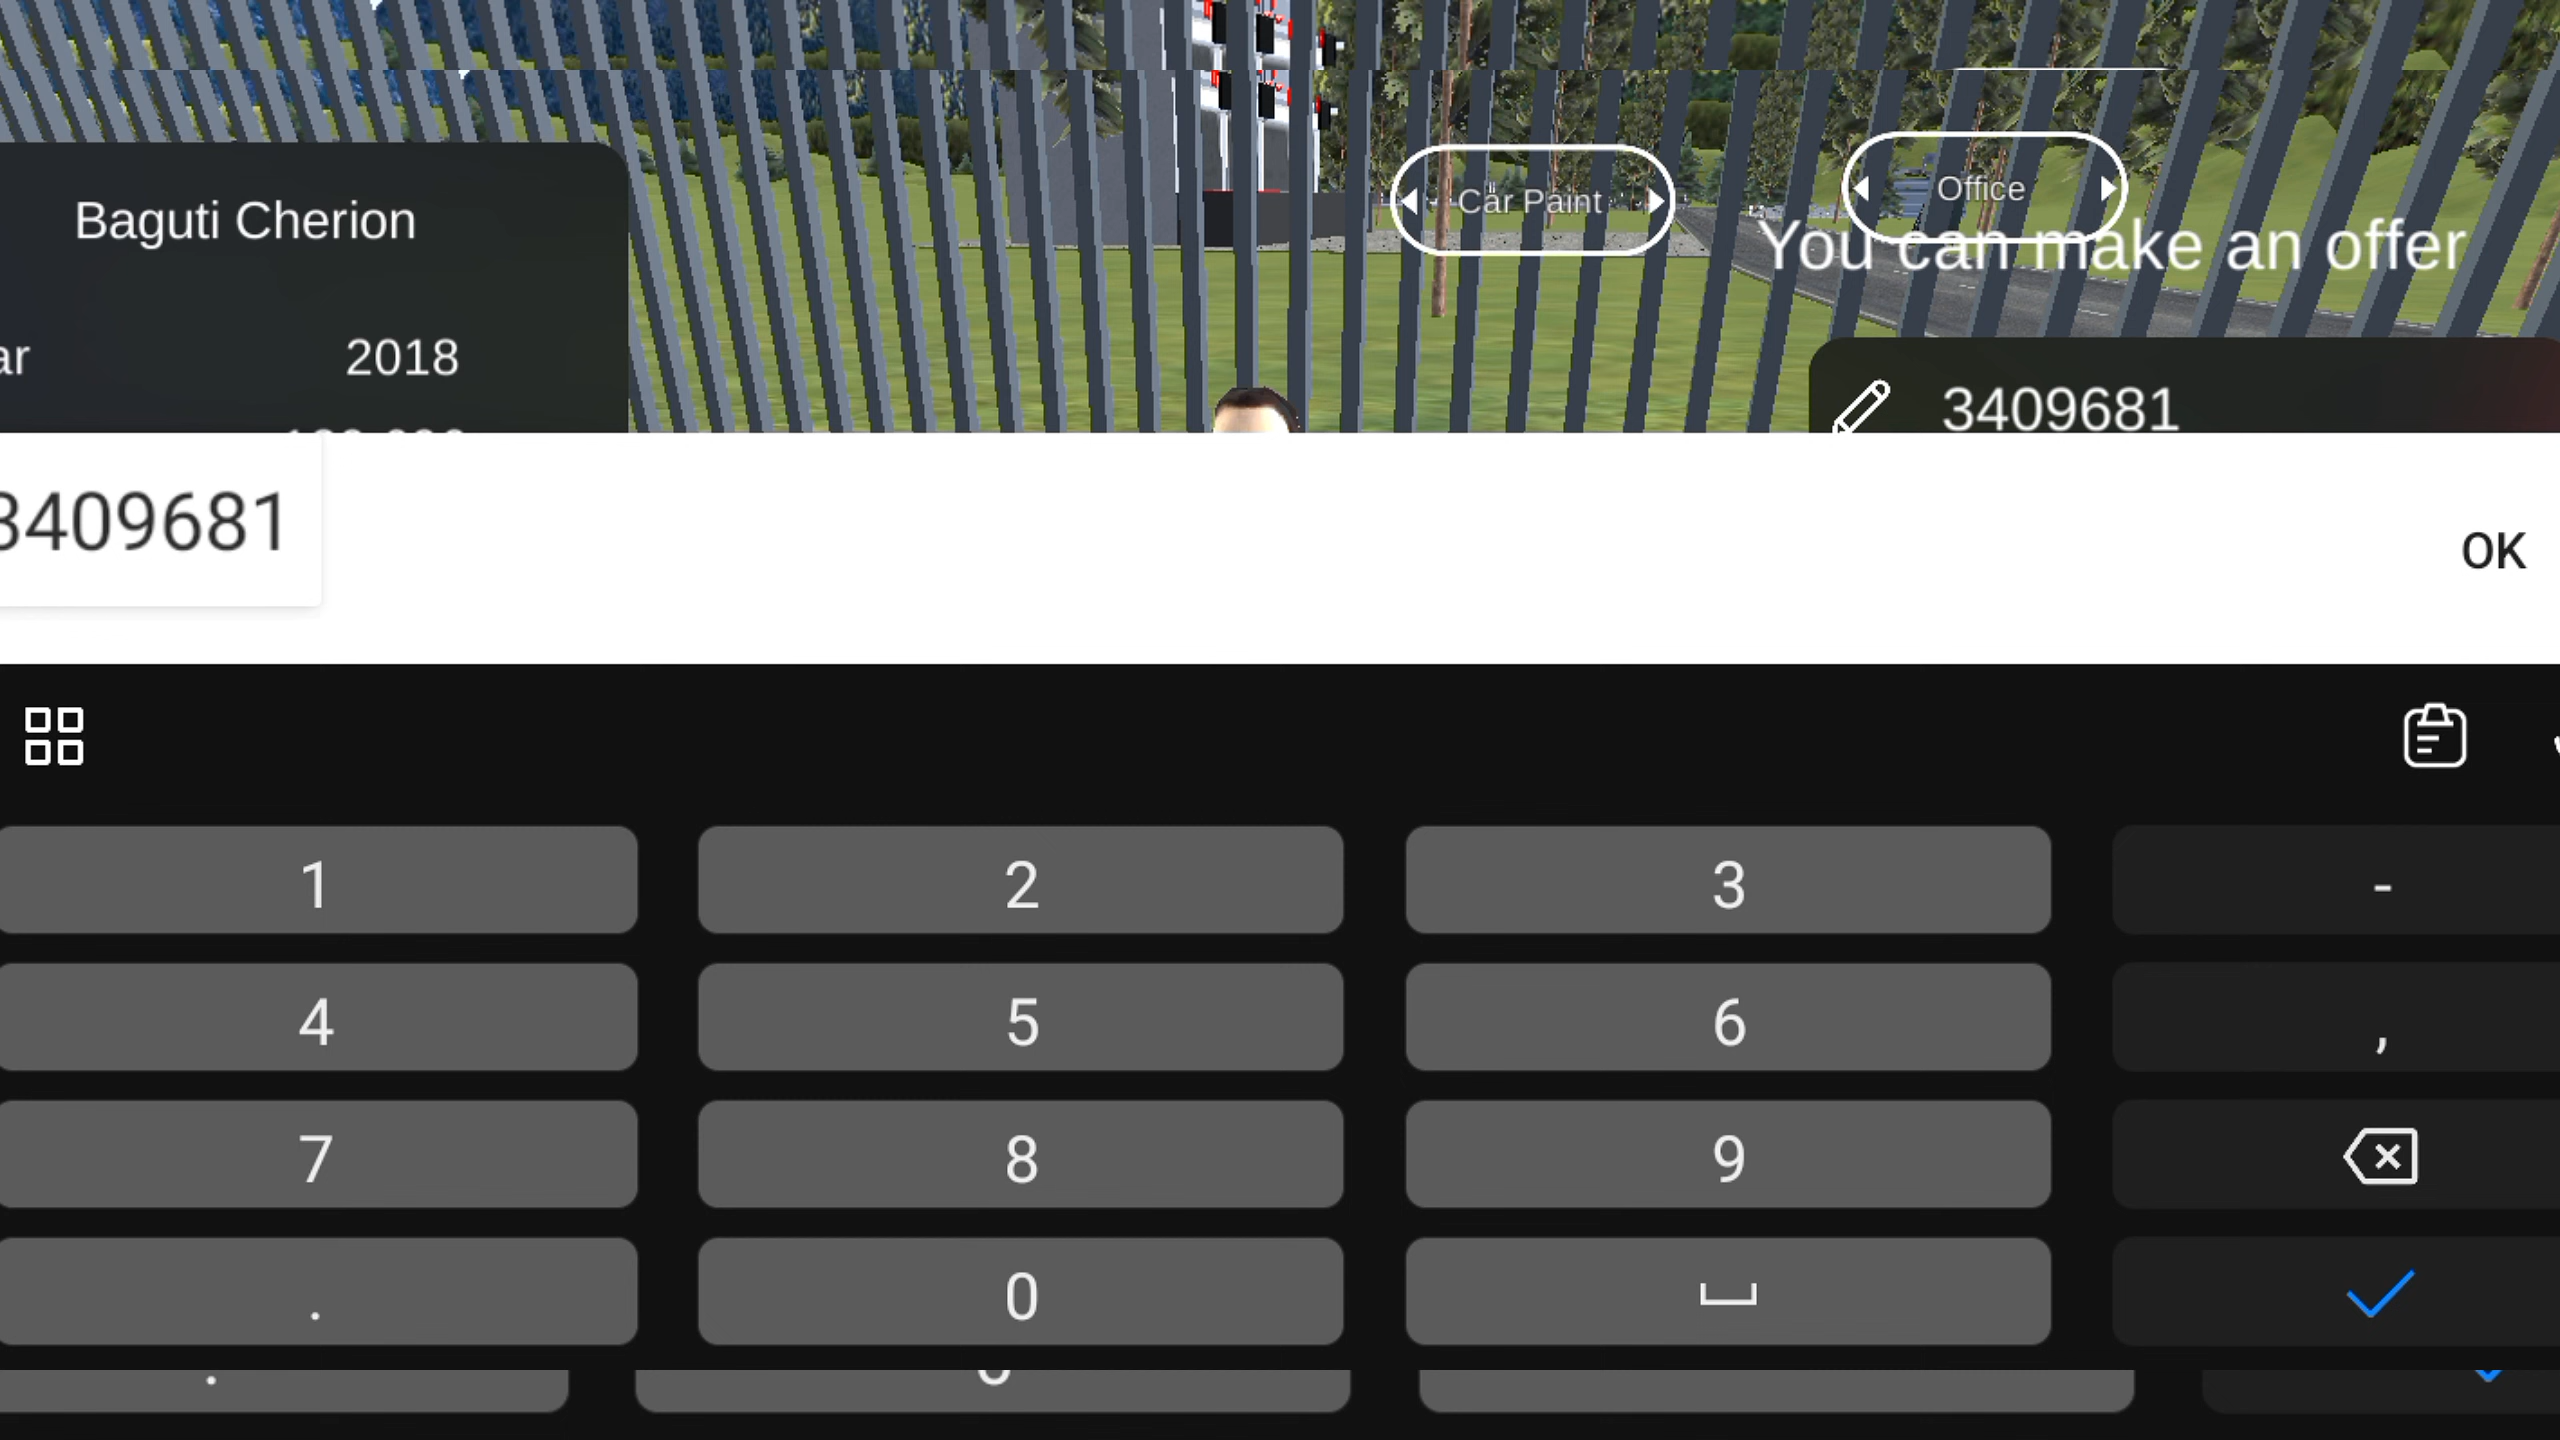 Baguti Cherion
Car Paint
Office
You can make an offer
ar 2018
3409681
3409681
OK
1 2 3 -
4 5 6 ,
7 8 9
. 0